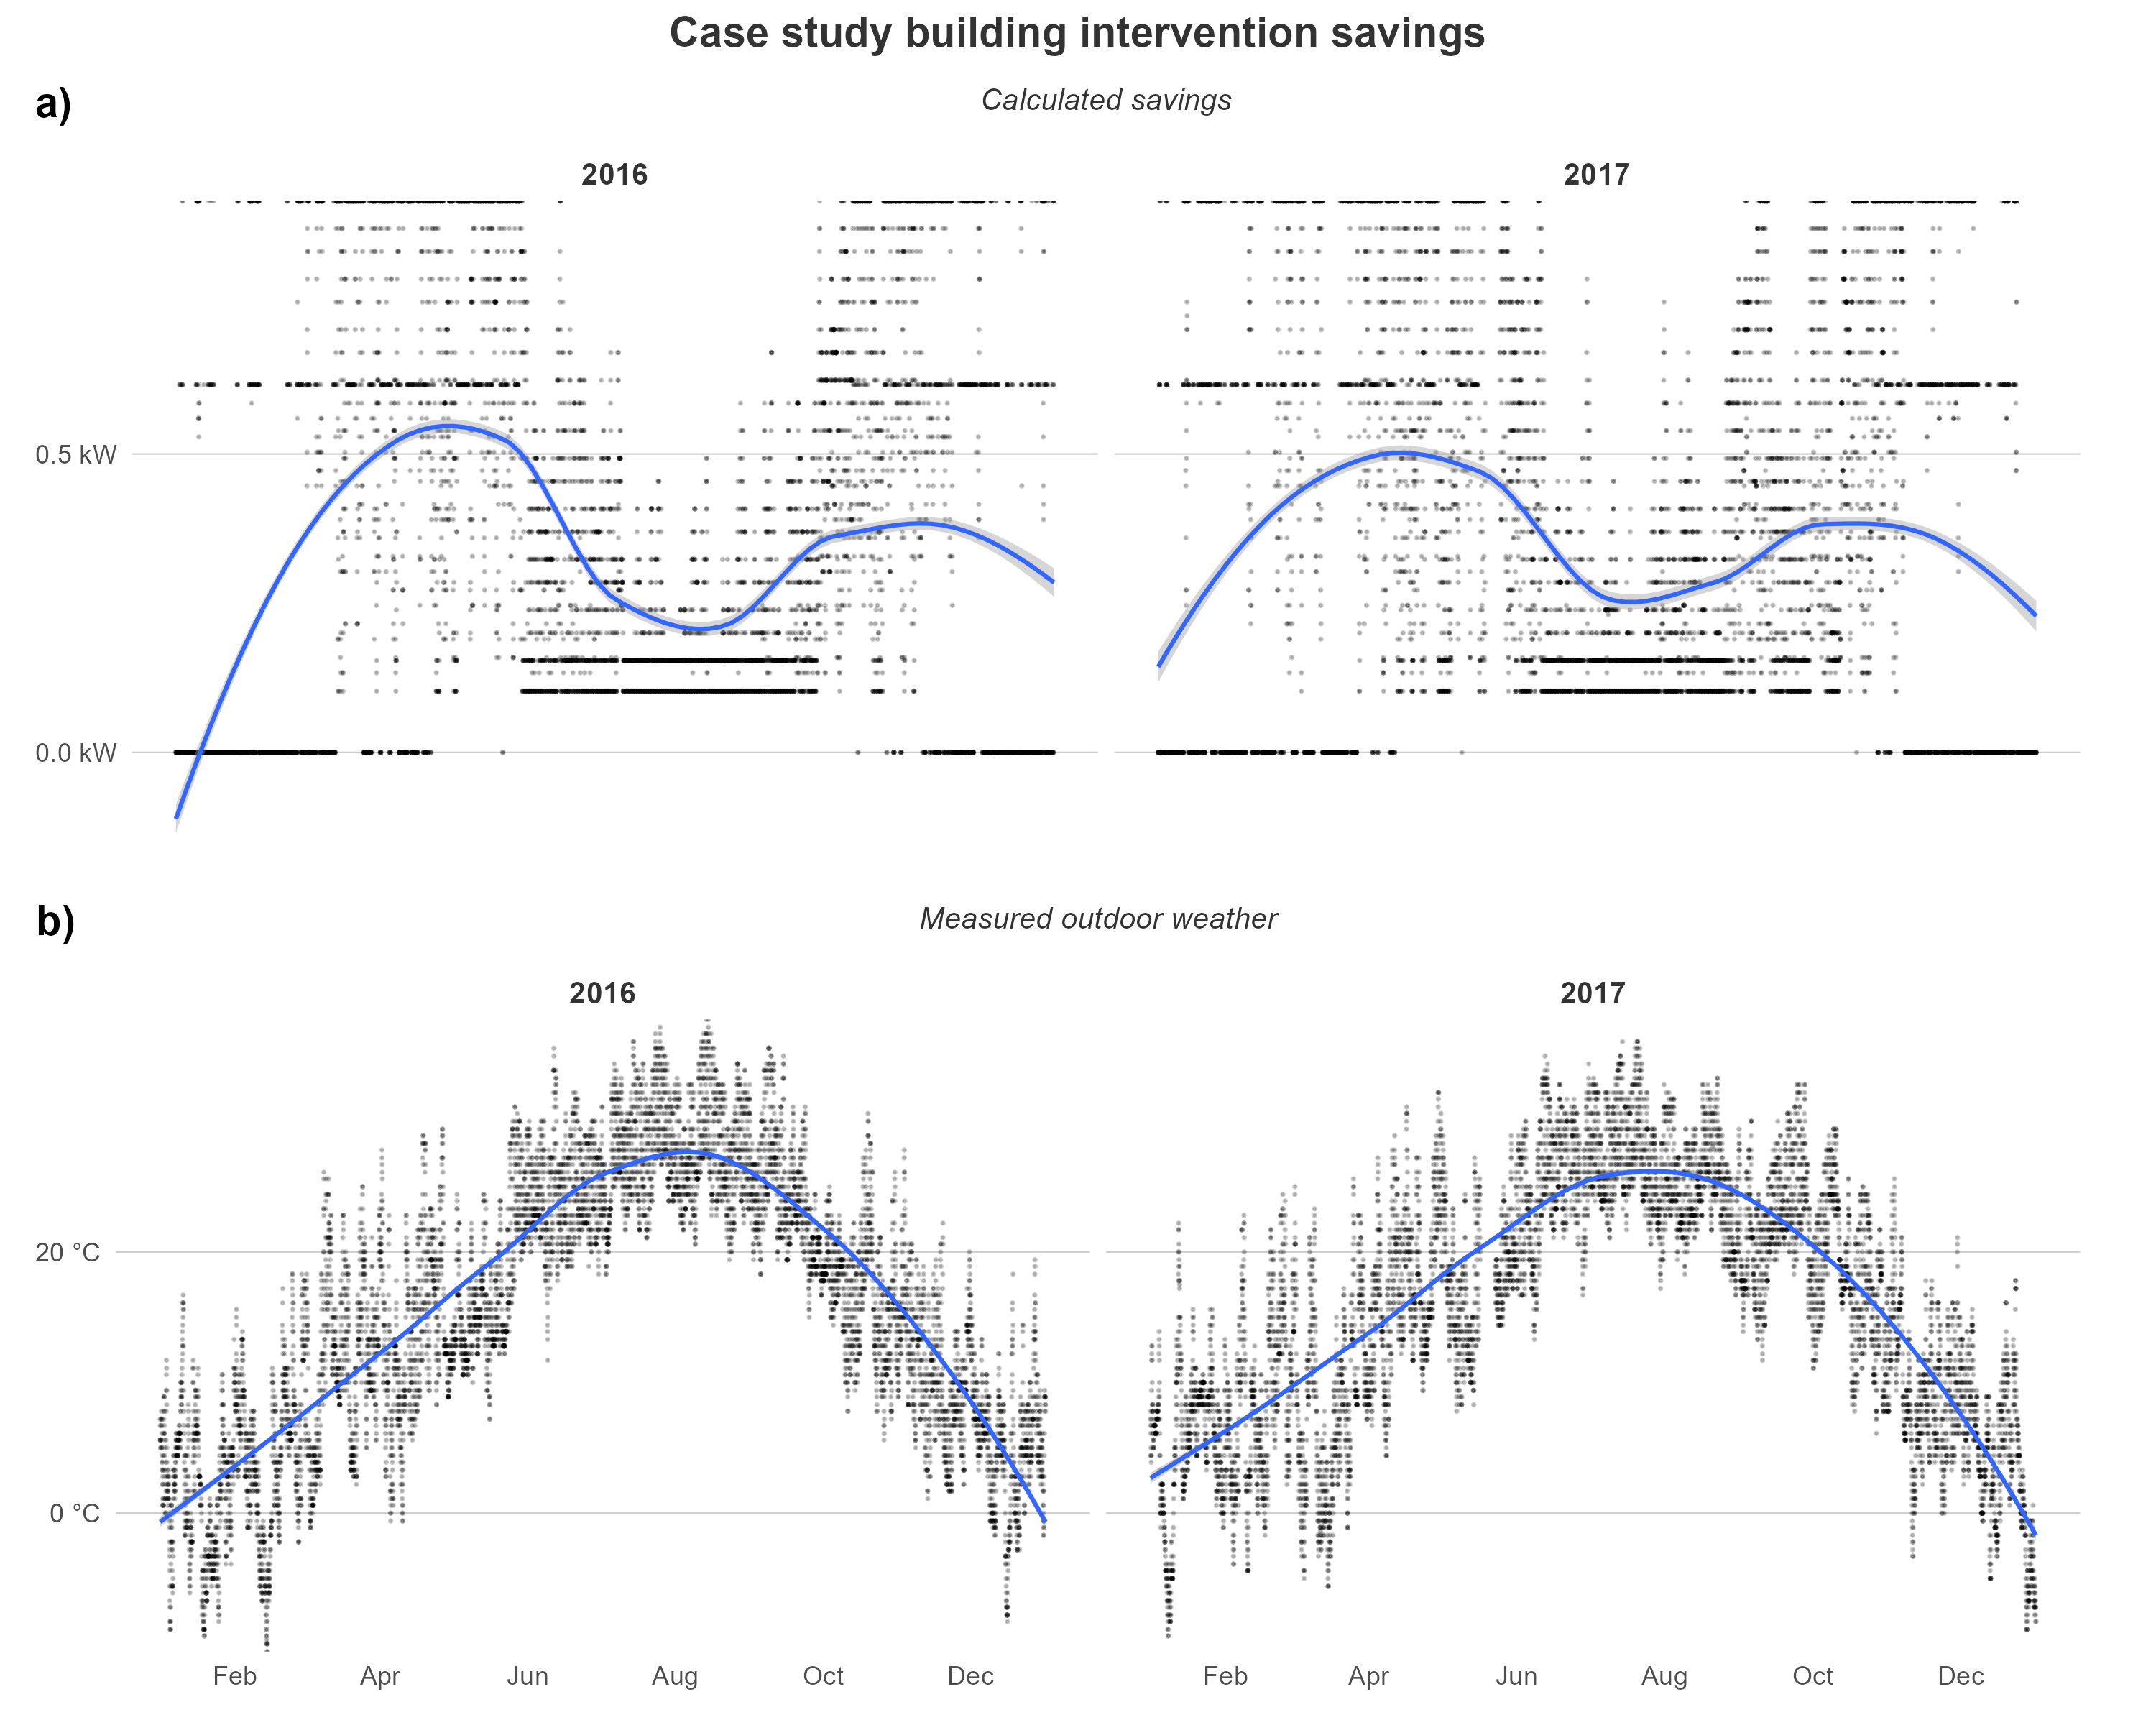 Case study building intervention savings
a)
Calculated savings
2016 2017
0.5 kW
0.0 kW
b)
Measured outdoor weather
2016 2017
20 °C
0 °C
Feb Apr Jun Aug Oct Dec Feb Apr Jun Aug Oct Dec